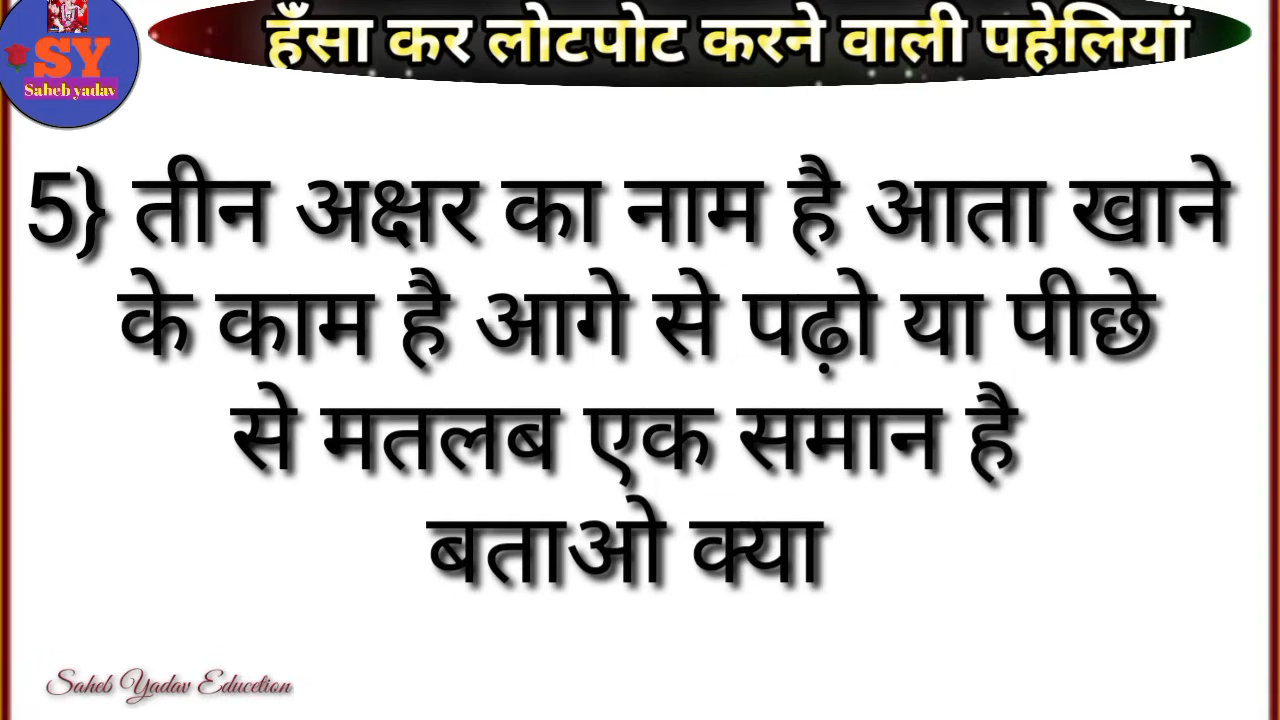 SY
Saheb yadav
हँसा कर लोटपोट करने वाली पहेलियां
5} तीन अक्षर का नाम है आता खाने
के काम है आगे से पढ़ो या पीछे
से मतलब एक समान है
बताओ क्या
Saheb Yadav Educetion